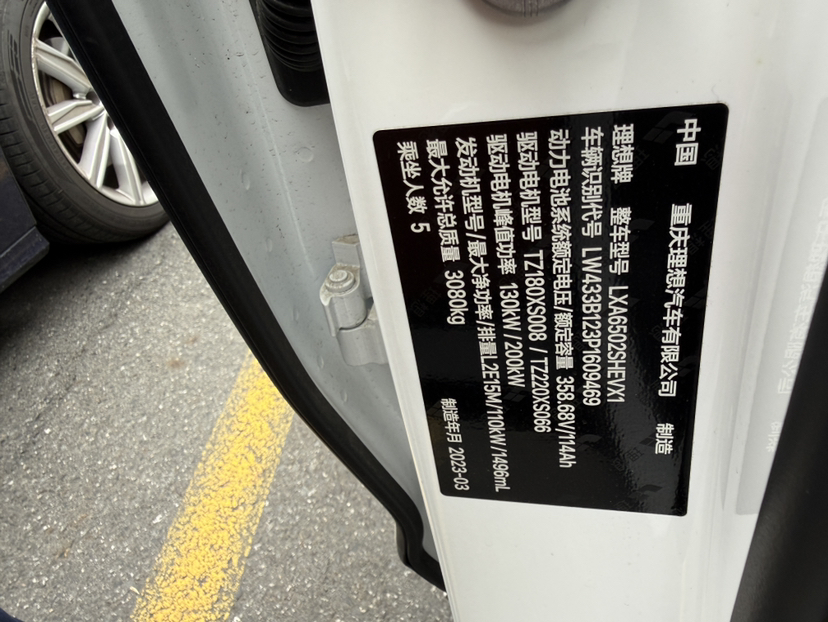 中国 重庆理想汽车有限公司 制造
理想牌 整车型号 LXA6502SHEVX1
车辆识别代号 LWA33B123P1609469
动力电池系统额定电压/额定容量 358.68V/114Ah
驱动电机型号 TZ180XS008 / TZ220XS066
驱动电机峰值功率 130kW / 200kW
发动机型号/最大净功率/排量 L2E15M/110kW/1496mL
最大允许总质量 3080kg
乘坐人数 5 制造年月 2023-03